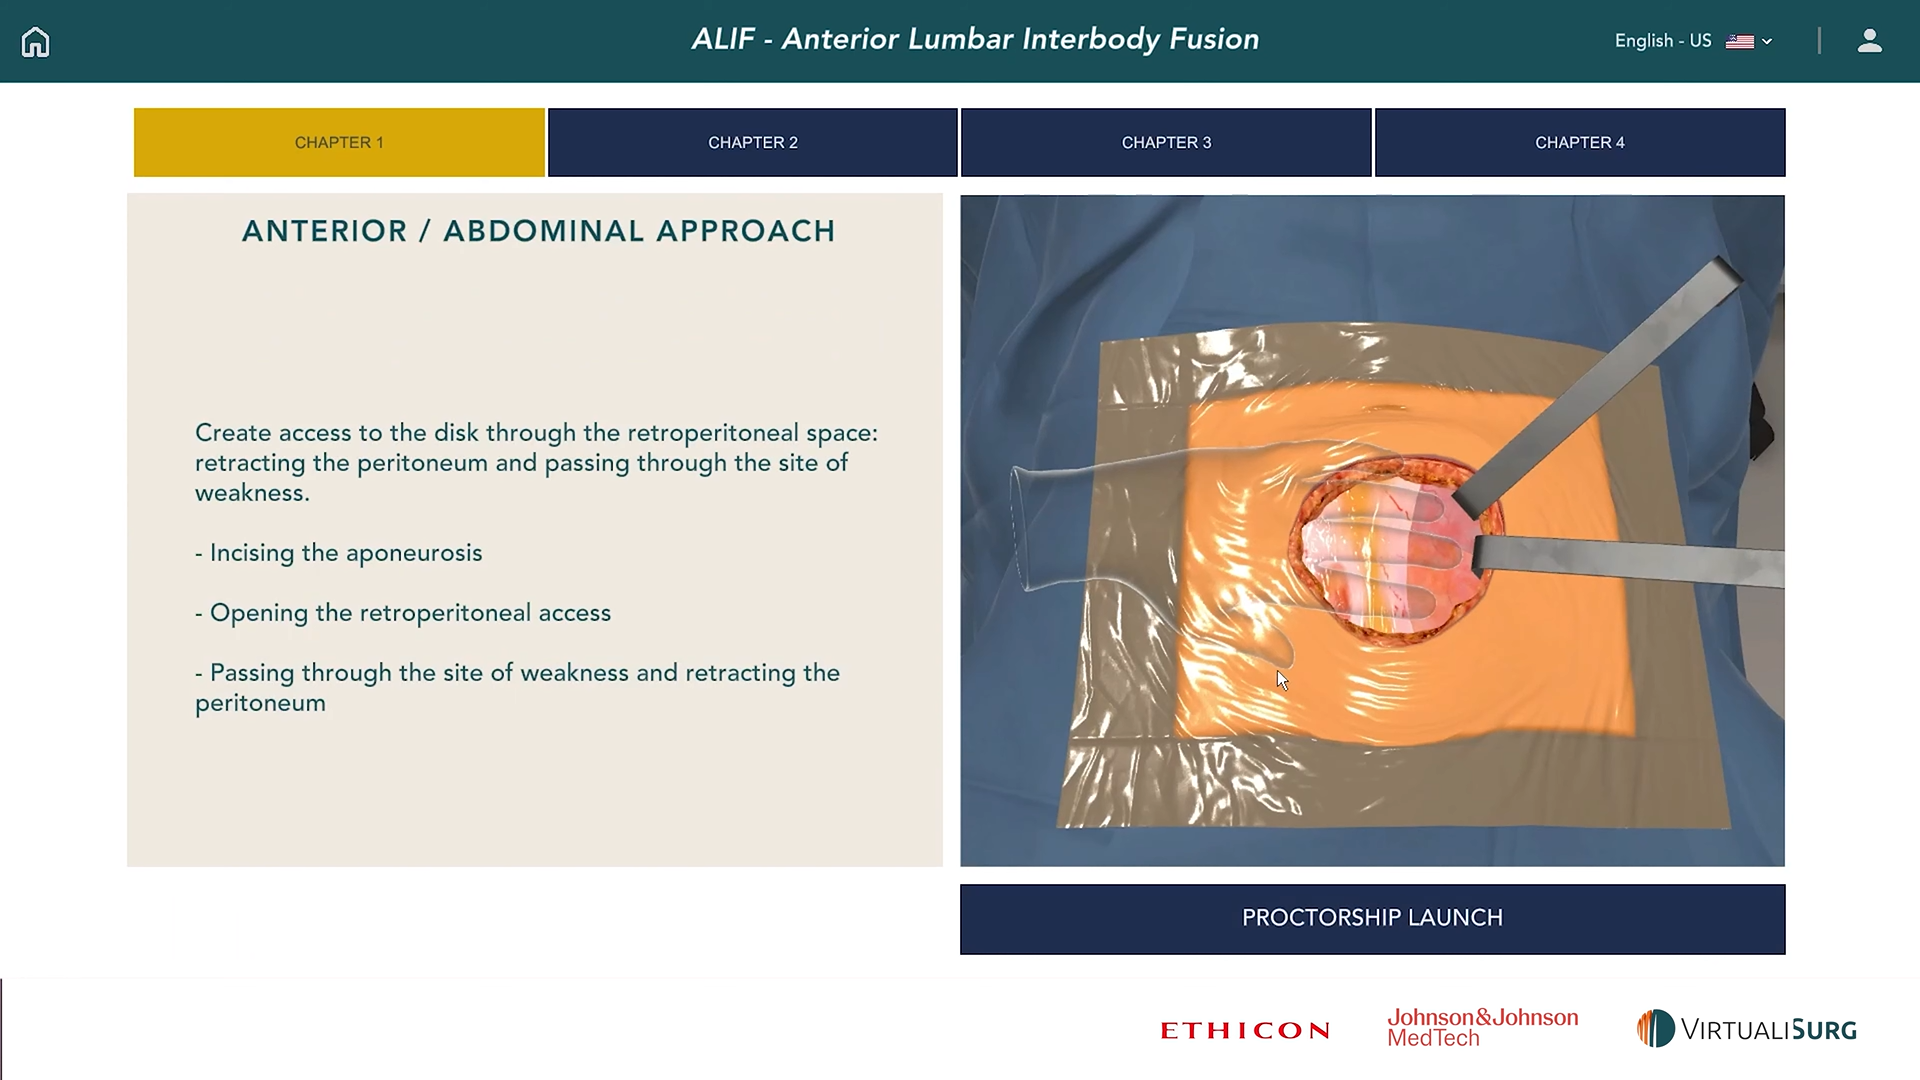 ALIF - Anterior Lumbar Interbody Fusion
English - US
CHAPTER 1
CHAPTER 2
CHAPTER 3
CHAPTER 4
ANTERIOR / ABDOMINAL APPROACH
Create access to the disk through the retroperitoneal space:
retracting the peritoneum and passing through the site of
weakness.
- Incising the aponeurosis
- Opening the retroperitoneal access
- Passing through the site of weakness and retracting the
peritoneum
PROCTORSHIP LAUNCH
ETHICON
Johnson&Johnson
MedTech
VIRTUALISURG